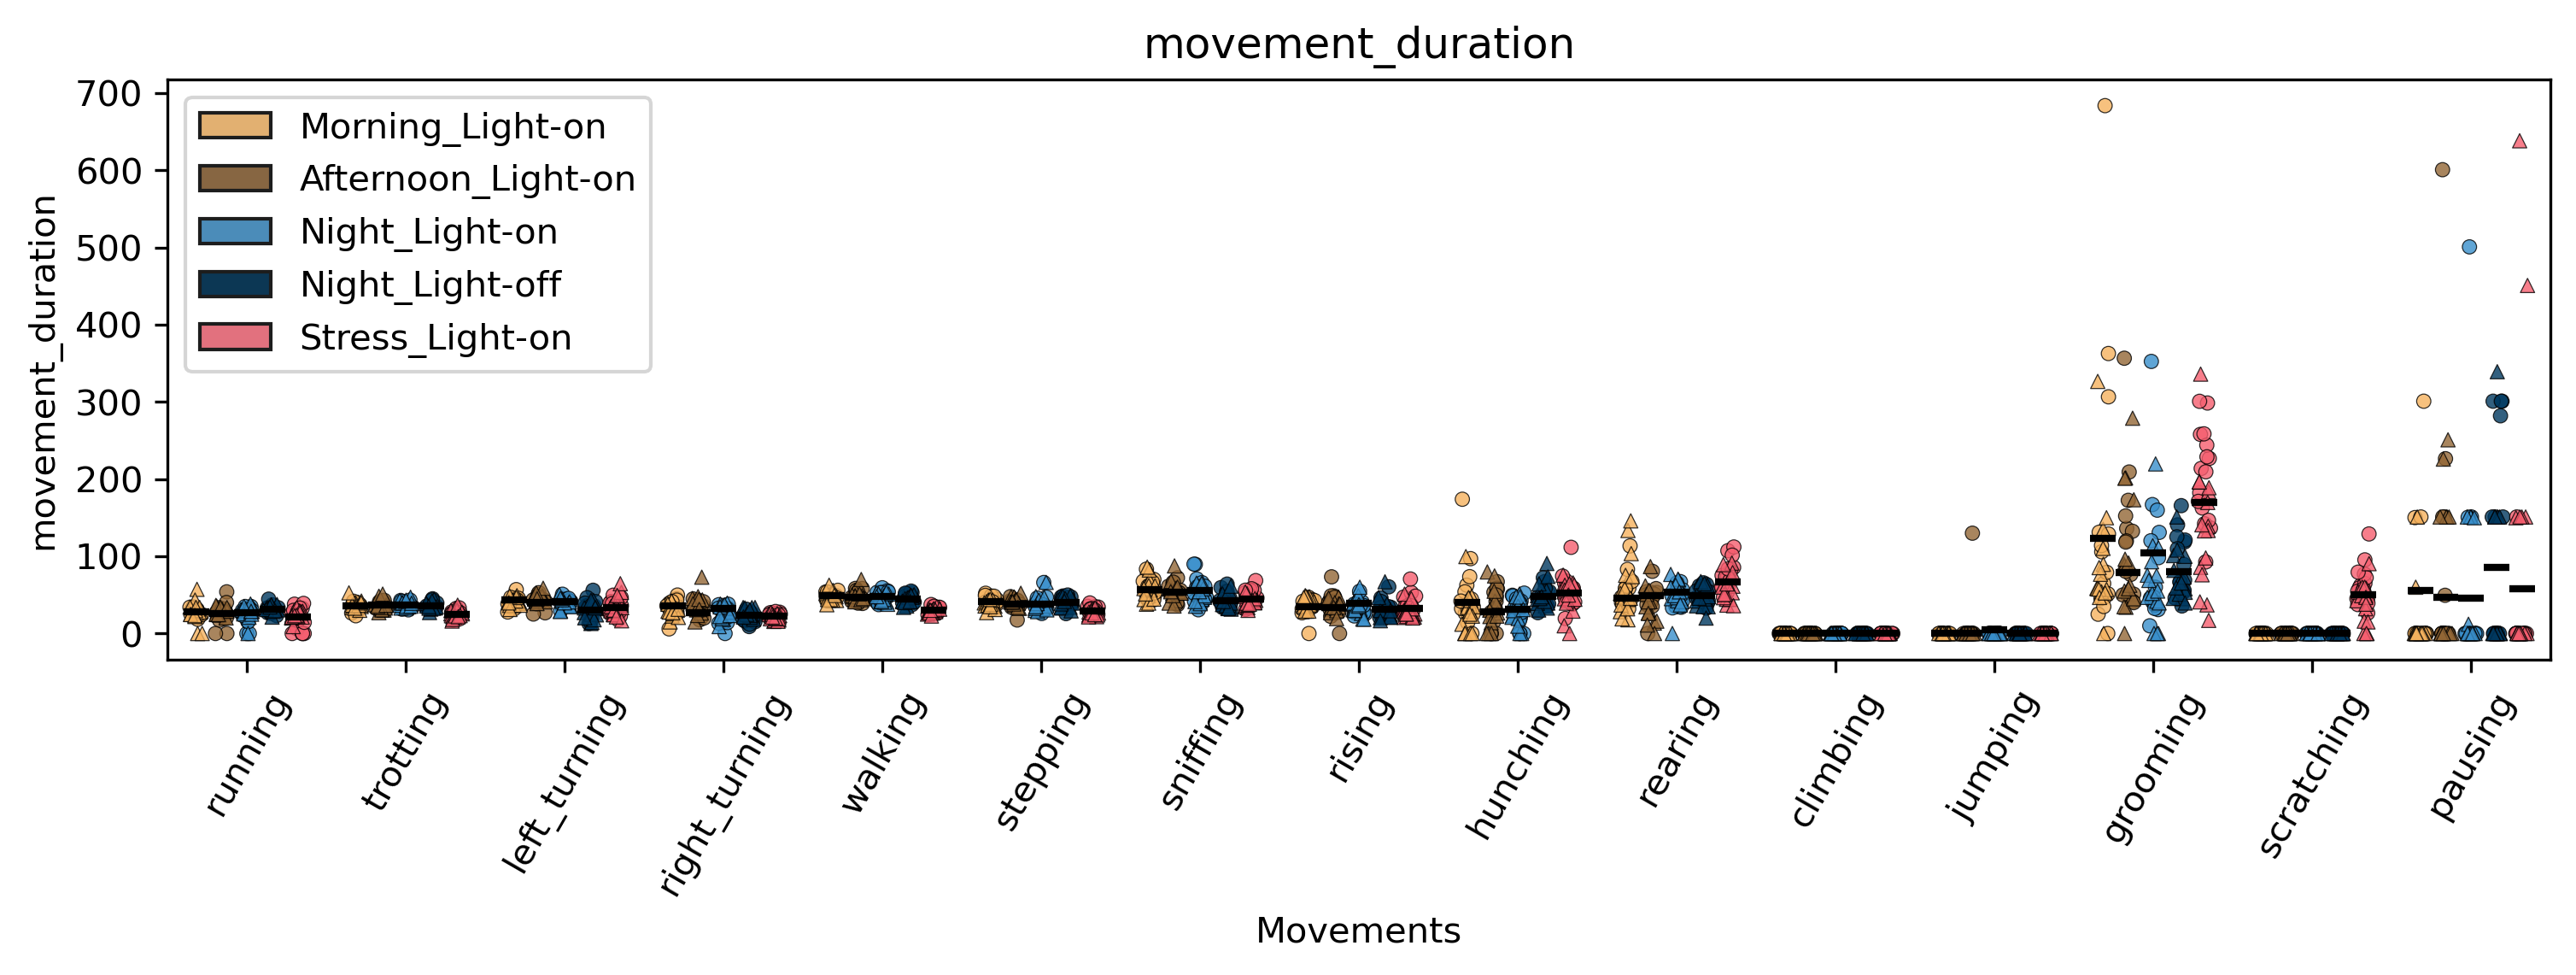 movement_duration
movement_duration
700
600
500
400
300
200
100
0
Morning_Light-on
Afternoon_Light-on
Night_Light-on
Night_Light-off
Stress_Light-on
running
trotting
left_turning
right_turning
walking
stepping
sniffing
rising
hunching
rearing
climbing
jumping
grooming
scratching
pausing
Movements